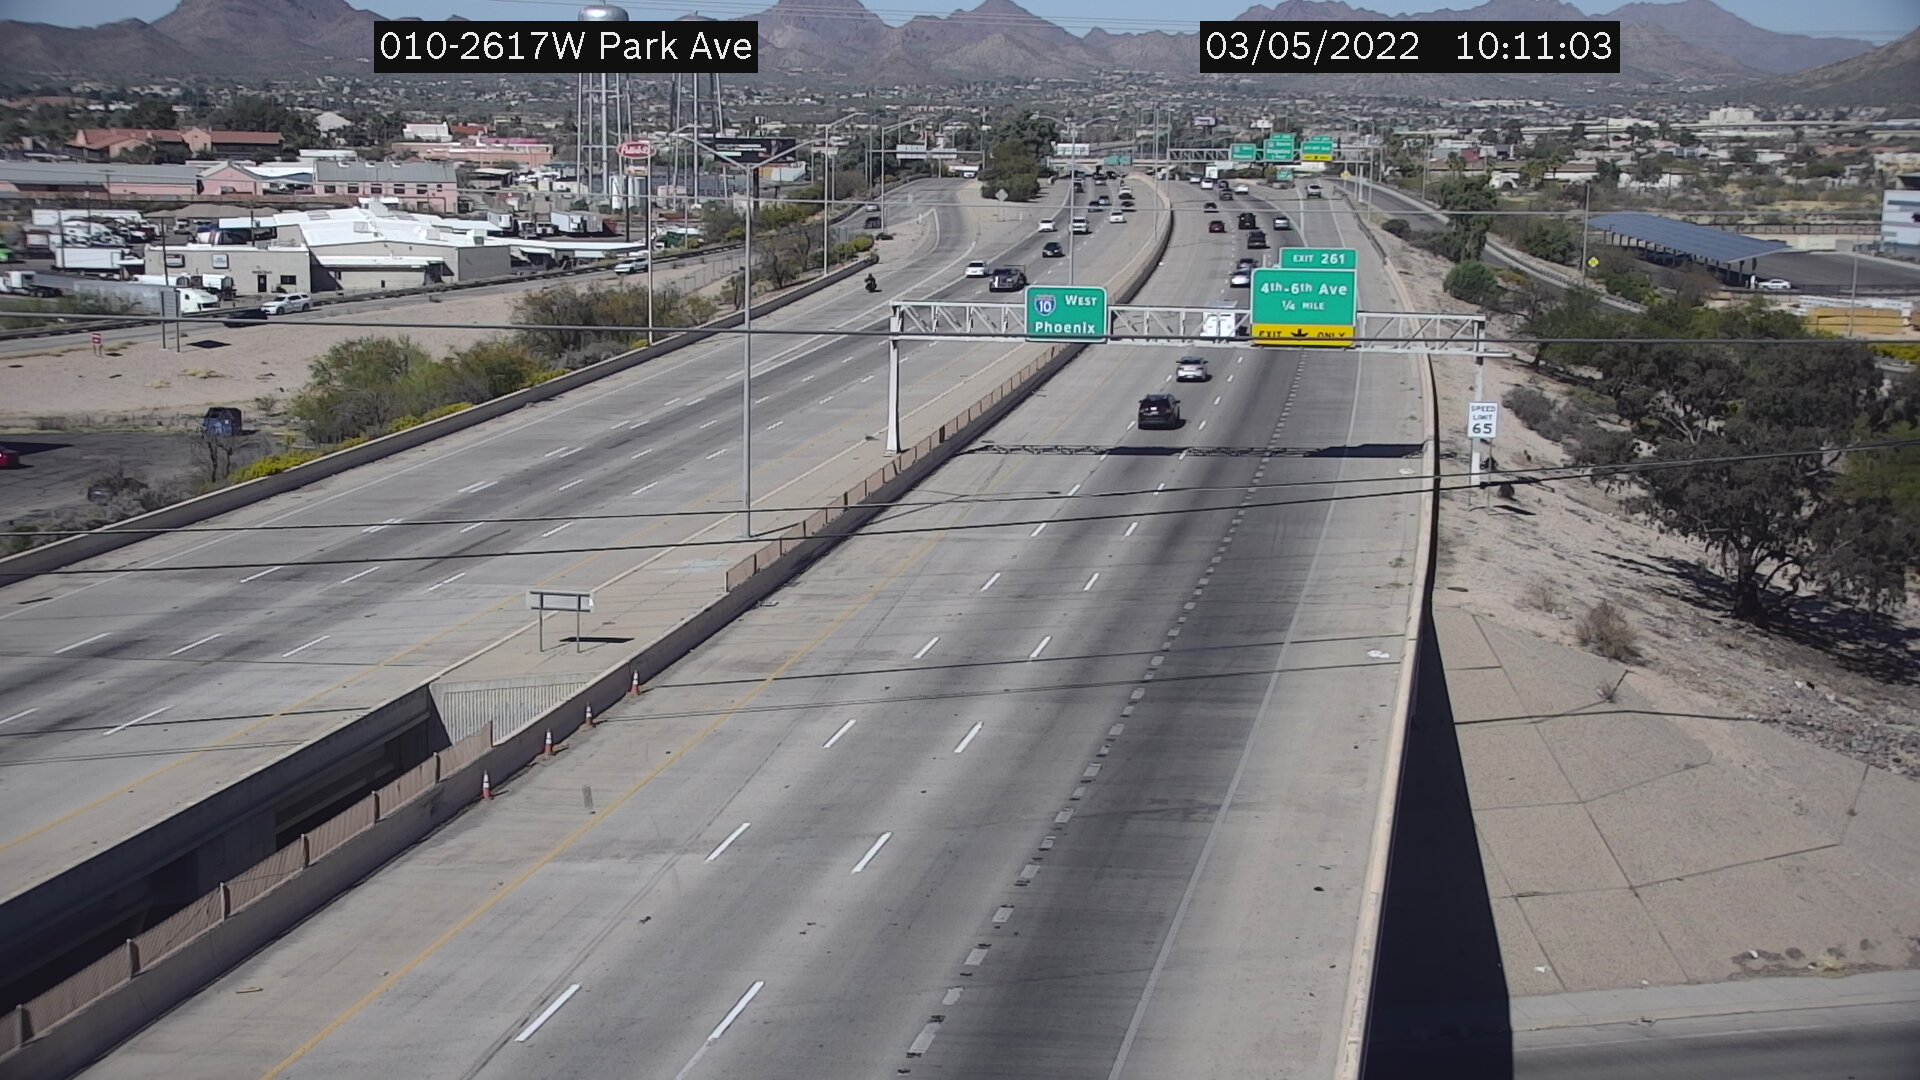 010-2617W Park Ave
03/05/2022 10:11:03
EXIT 261
4th-6th Ave
1/4 MILE
EXIT ONLY
10 WEST
Phoenix
SPEED
LIMIT
65